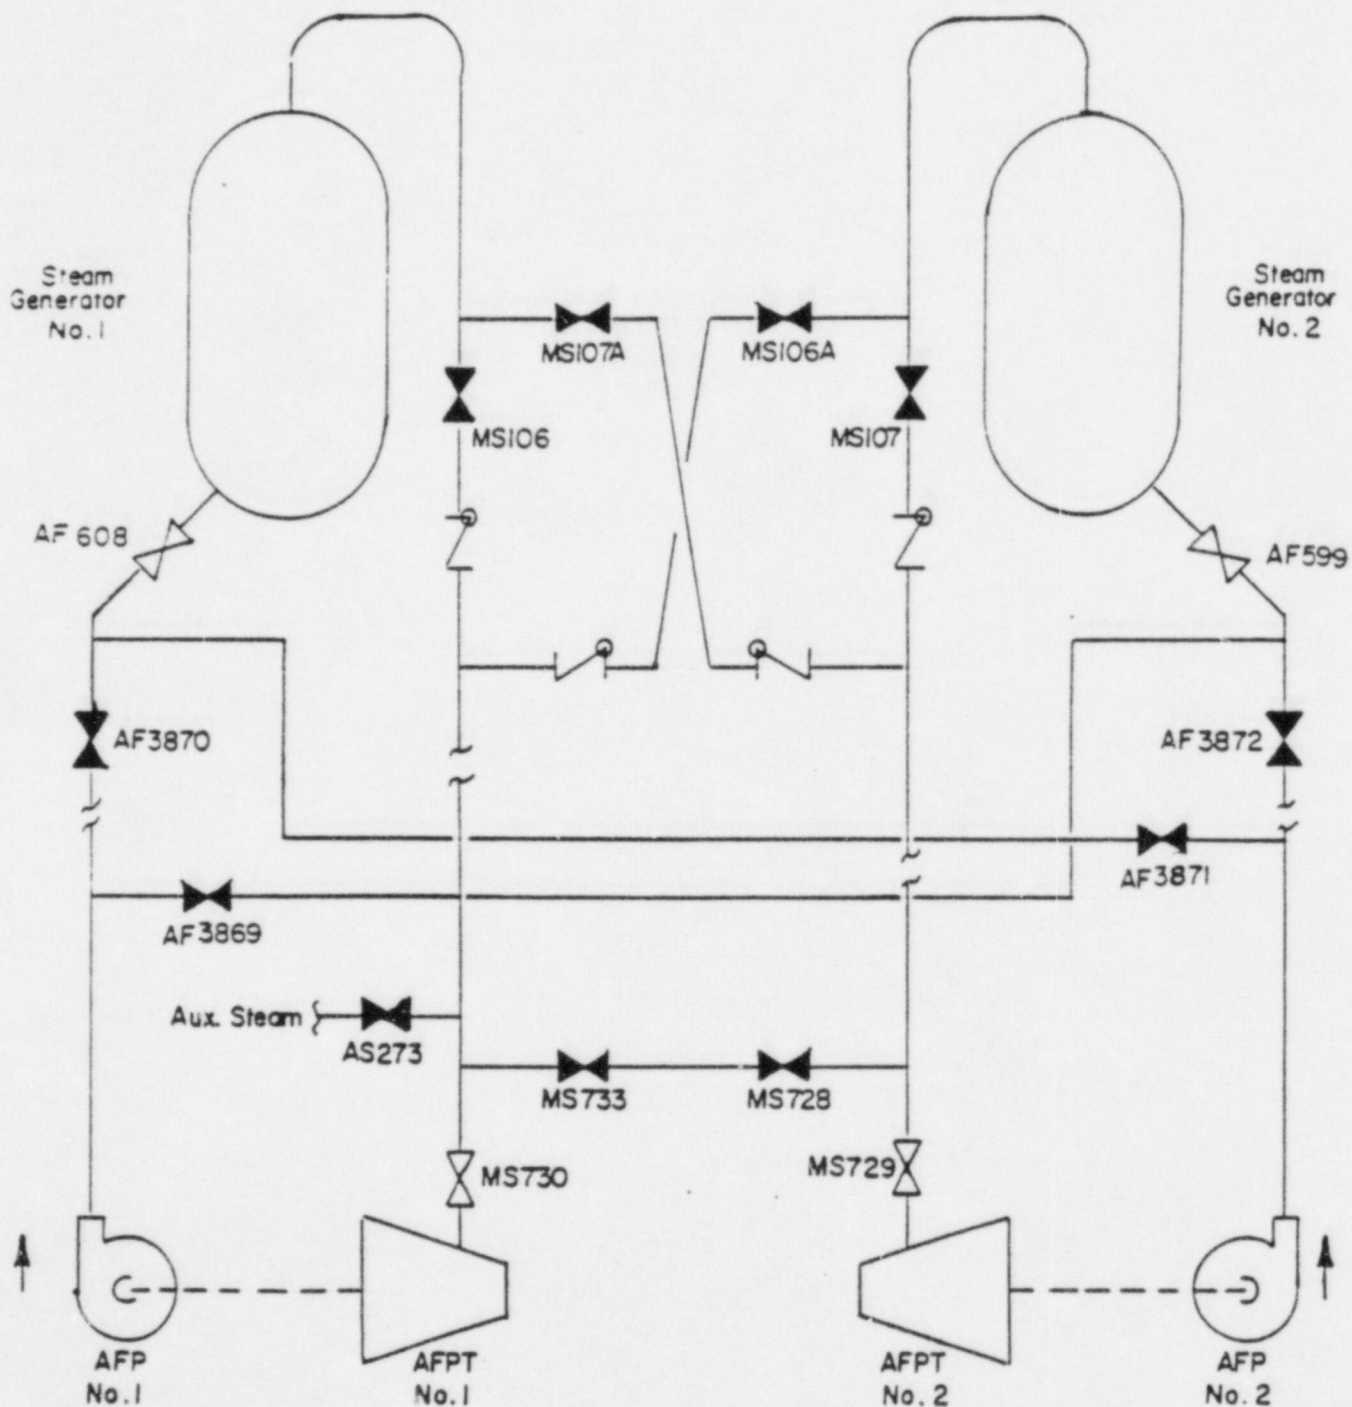 Steam
Generator
No. 1
Steam
Generator
No. 2
MS107A
MS106A
MS106
MS107
AF 608
AF599
AF3870
AF3872
AF3871
AF3869
Aux. Steam
AS273
MS733
MS728
MS730
MS729
AFP
No. 1
AFPT
No. 1
AFPT
No. 2
AFP
No. 2